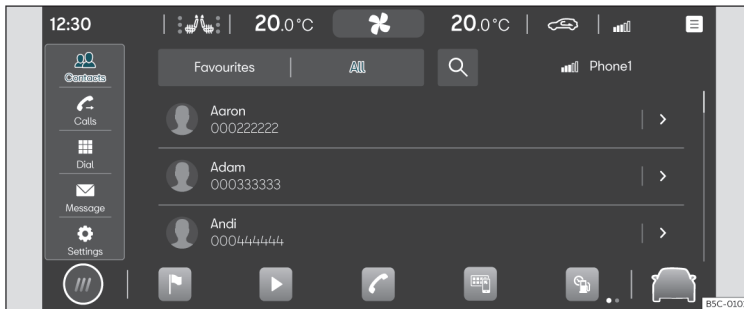 12:30
20.0°C
20.0°C
Contacts
Favourites
All
Phone1
Calls
Aaron
000222222
Dial
Adam
000333333
Message
Andi
000444444
Settings
B5C-0101